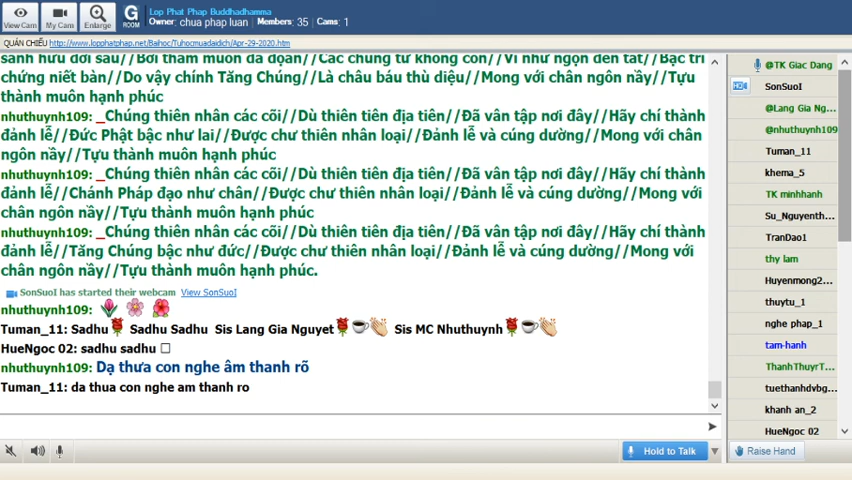 View Cam
My Cam
Enlarge
G
ROOM
Lop Phat Phap Buddhadhamma
Owner: chua phap luan Members: 35 Cams: 1
QUÁN CHIẾU http://www.lopphatphap.net/Baihoc/Tuhocmuadaidich/Apr-29-2020.htm
sanh hữu đời sau//Bởi tham muốn đã đoạn//Các chủng tử không còn//Ví như ngọn đèn tắt//Bậc trí
chứng niết bàn//Do vậy chính Tăng Chúng//Là châu báu thù diệu//Mong với chân ngôn nầy//Tựu
thành muôn hạnh phúc
nhuthuynh109: _Chúng thiên nhân các cõi//Dù thiên tiên địa tiên//Đã vân tập nơi đây//Hãy chí thành
đảnh lễ//Đức Phật bậc như lai//Được chư thiên nhân loại//Đảnh lễ và cúng dường//Mong với chân
ngôn nầy//Tựu thành muôn hạnh phúc
nhuthuynh109: _Chúng thiên nhân các cõi//Dù thiên tiên địa tiên//Đã vân tập nơi đây//Hãy chí thành
đảnh lễ//Chánh Pháp đạo như chân//Được chư thiên nhân loại//Đảnh lễ và cúng dường//Mong với
chân ngôn nầy//Tựu thành muôn hạnh phúc
nhuthuynh109: _Chúng thiên nhân các cõi//Dù thiên tiên địa tiên//Đã vân tập nơi đây//Hãy chí thành
đảnh lễ//Tăng Chúng bậc như đức//Được chư thiên nhân loại//Đảnh lễ và cúng dường//Mong với
chân ngôn nầy//Tựu thành muôn hạnh phúc.
SonSuoI has started their webcam View SonSuoI
nhuthuynh109:
Tuman_11: Sadhu Sadhu Sadhu Sis Lang Gia Nguyet Sis MC Nhuthuynh
HueNgoc 02: sadhu sadhu
nhuthuynh109: Dạ thưa con nghe âm thanh rõ
Tuman_11: da thua con nghe am thanh ro
Hold to Talk
Raise Hand
@TK Giac Dang
HD
SonSuoI
@Lang Gia Ng...
@nhuthuynh109
Tuman_11
khema_5
TK minhhanh
Su_Nguyenth...
TranDao1
thy lam
Huyenmong2...
thuytu_1
nghe phap_1
tam-hanh
ThanhThuyrT...
tuethanhdvbg...
khanh an_2
HueNgoc 02